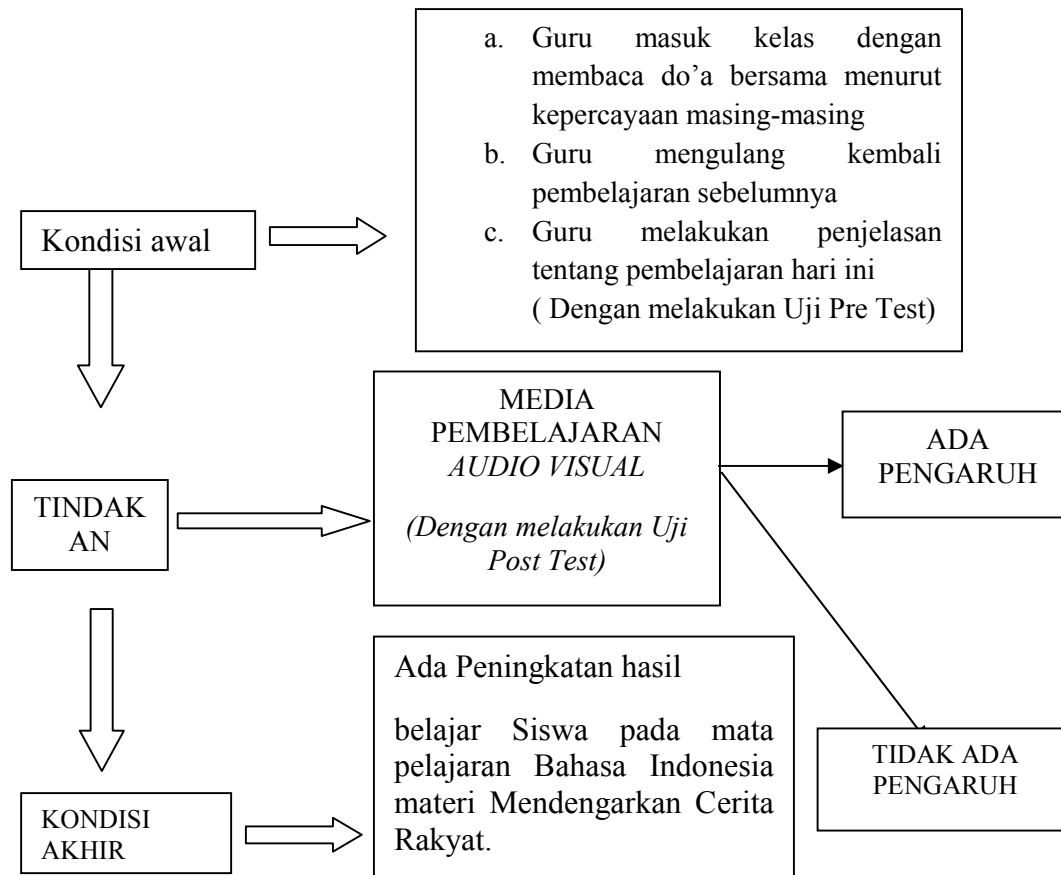 a. Guru masuk kelas dengan
membaca do’a bersama menurut
kepercayaan masing-masing
b. Guru mengulang kembali
pembelajaran sebelumnya
c. Guru melakukan penjelasan
tentang pembelajaran hari ini
( Dengan melakukan Uji Pre Test)
Kondisi awal
MEDIA
PEMBELAJARAN
AUDIO VISUAL
(Dengan melakukan Uji
Post Test)
ADA
PENGARUH
TINDAK
AN
Ada Peningkatan hasil
belajar Siswa pada mata
pelajaran Bahasa Indonesia
materi Mendengarkan Cerita
Rakyat.
TIDAK ADA
PENGARUH
KONDISI
AKHIR